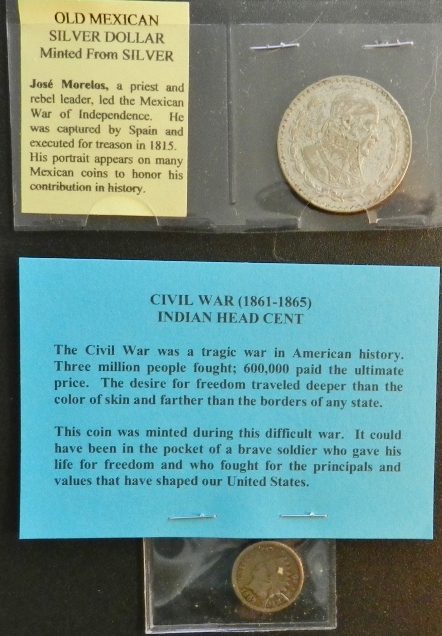 OLD MEXICAN
SILVER DOLLAR
Minted From SILVER
José Morelos, a priest and
rebel leader, led the Mexican
War of Independence. He
was captured by Spain and
executed for treason in 1815.
His portrait appears on many
Mexican coins to honor his
contribution in history.
CIVIL WAR (1861-1865)
INDIAN HEAD CENT
The Civil War was a tragic war in American history.
Three million people fought; 600,000 paid the ultimate
price. The desire for freedom traveled deeper than the
color of skin and farther than the borders of any state.
This coin was minted during this difficult war. It could
have been in the pocket of a brave soldier who gave his
life for freedom and who fought for the principals and
values that have shaped our United States.